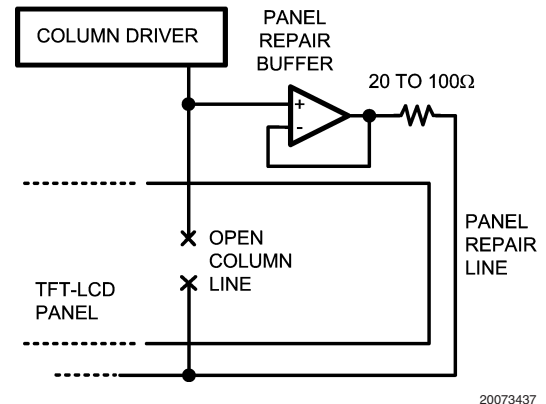 COLUMN DRIVER
PANEL
REPAIR
BUFFER
20 TO 100Ω
+
-
OPEN
COLUMN
LINE
PANEL
REPAIR
LINE
TFT-LCD
PANEL
20073437